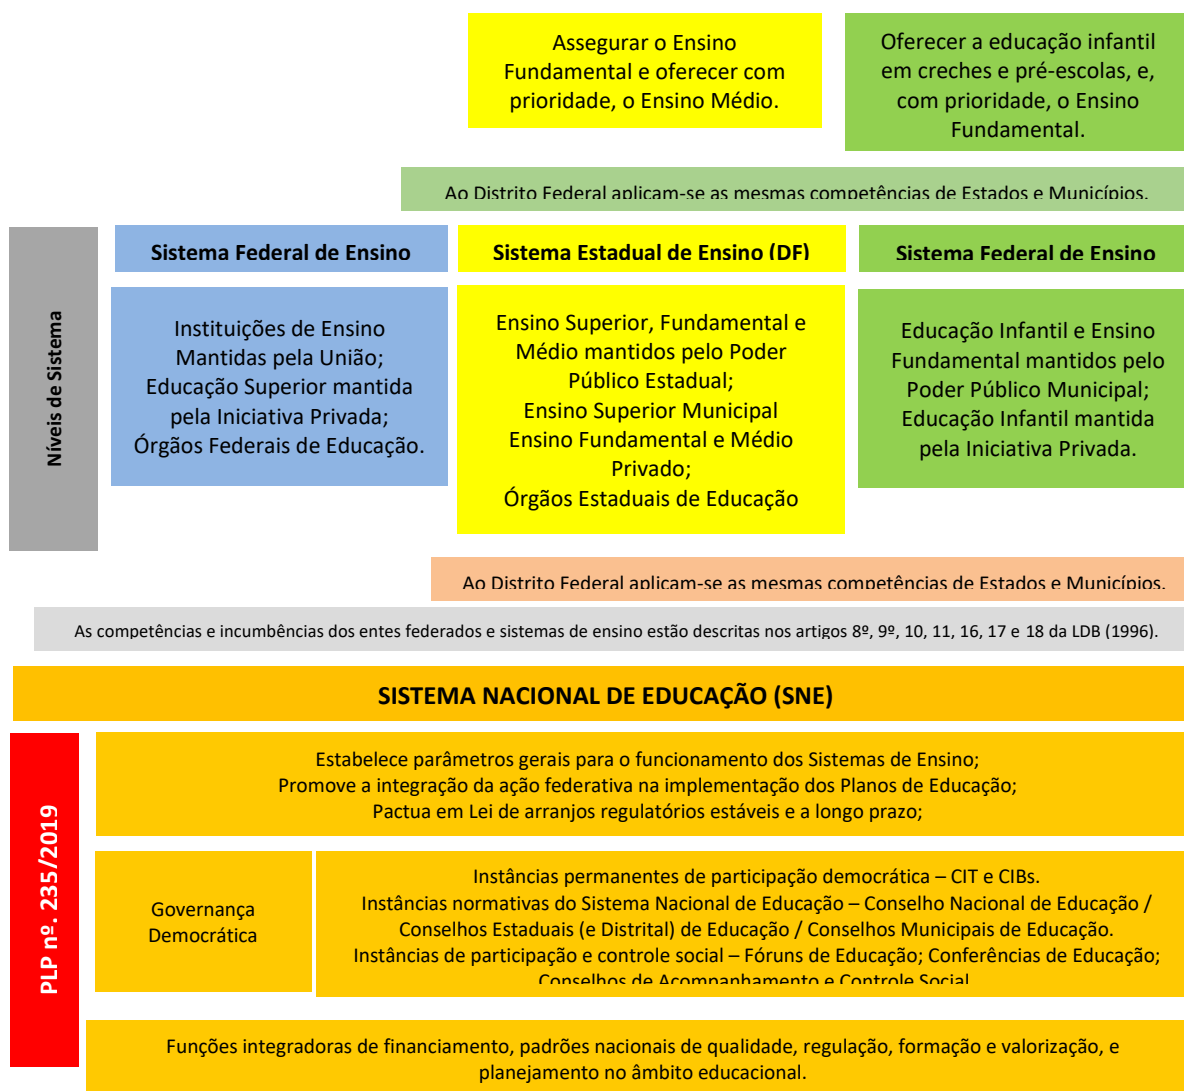 Assegurar o Ensino
Fundamental e oferecer com
prioridade, o Ensino Médio.
Oferecer a educação infantil
em creches e pré-escolas, e,
com prioridade, o Ensino
Fundamental.
Ao Distrito Federal aplicam-se as mesmas competências de Estados e Municípios.
Níveis de Sistema
Sistema Federal de Ensino
Sistema Estadual de Ensino (DF)
Sistema Federal de Ensino
Instituições de Ensino
Mantidas pela União;
Educação Superior mantida
pela Iniciativa Privada;
Órgãos Federais de Educação.
Ensino Superior, Fundamental e
Médio mantidos pelo Poder
Público Estadual;
Ensino Superior Municipal
Ensino Fundamental e Médio
Privado;
Órgãos Estaduais de Educação
Educação Infantil e Ensino
Fundamental mantidos pelo
Poder Público Municipal;
Educação Infantil mantida
pela Iniciativa Privada.
Ao Distrito Federal aplicam-se as mesmas competências de Estados e Municípios.
As competências e incumbências dos entes federados e sistemas de ensino estão descritas nos artigos 8º, 9º, 10, 11, 16, 17 e 18 da LDB (1996).
SISTEMA NACIONAL DE EDUCAÇÃO (SNE)
PLP nº. 235/2019
Estabelece parâmetros gerais para o funcionamento dos Sistemas de Ensino;
Promove a integração da ação federativa na implementação dos Planos de Educação;
Pactua em Lei de arranjos regulatórios estáveis e a longo prazo;
Governança
Democrática
Instâncias permanentes de participação democrática – CIT e CIBs.
Instâncias normativas do Sistema Nacional de Educação – Conselho Nacional de Educação /
Conselhos Estaduais (e Distrital) de Educação / Conselhos Municipais de Educação.
Instâncias de participação e controle social – Fóruns de Educação; Conferências de Educação;
Conselhos de Acompanhamento e Controle Social
Funções integradoras de financiamento, padrões nacionais de qualidade, regulação, formação e valorização, e
planejamento no âmbito educacional.